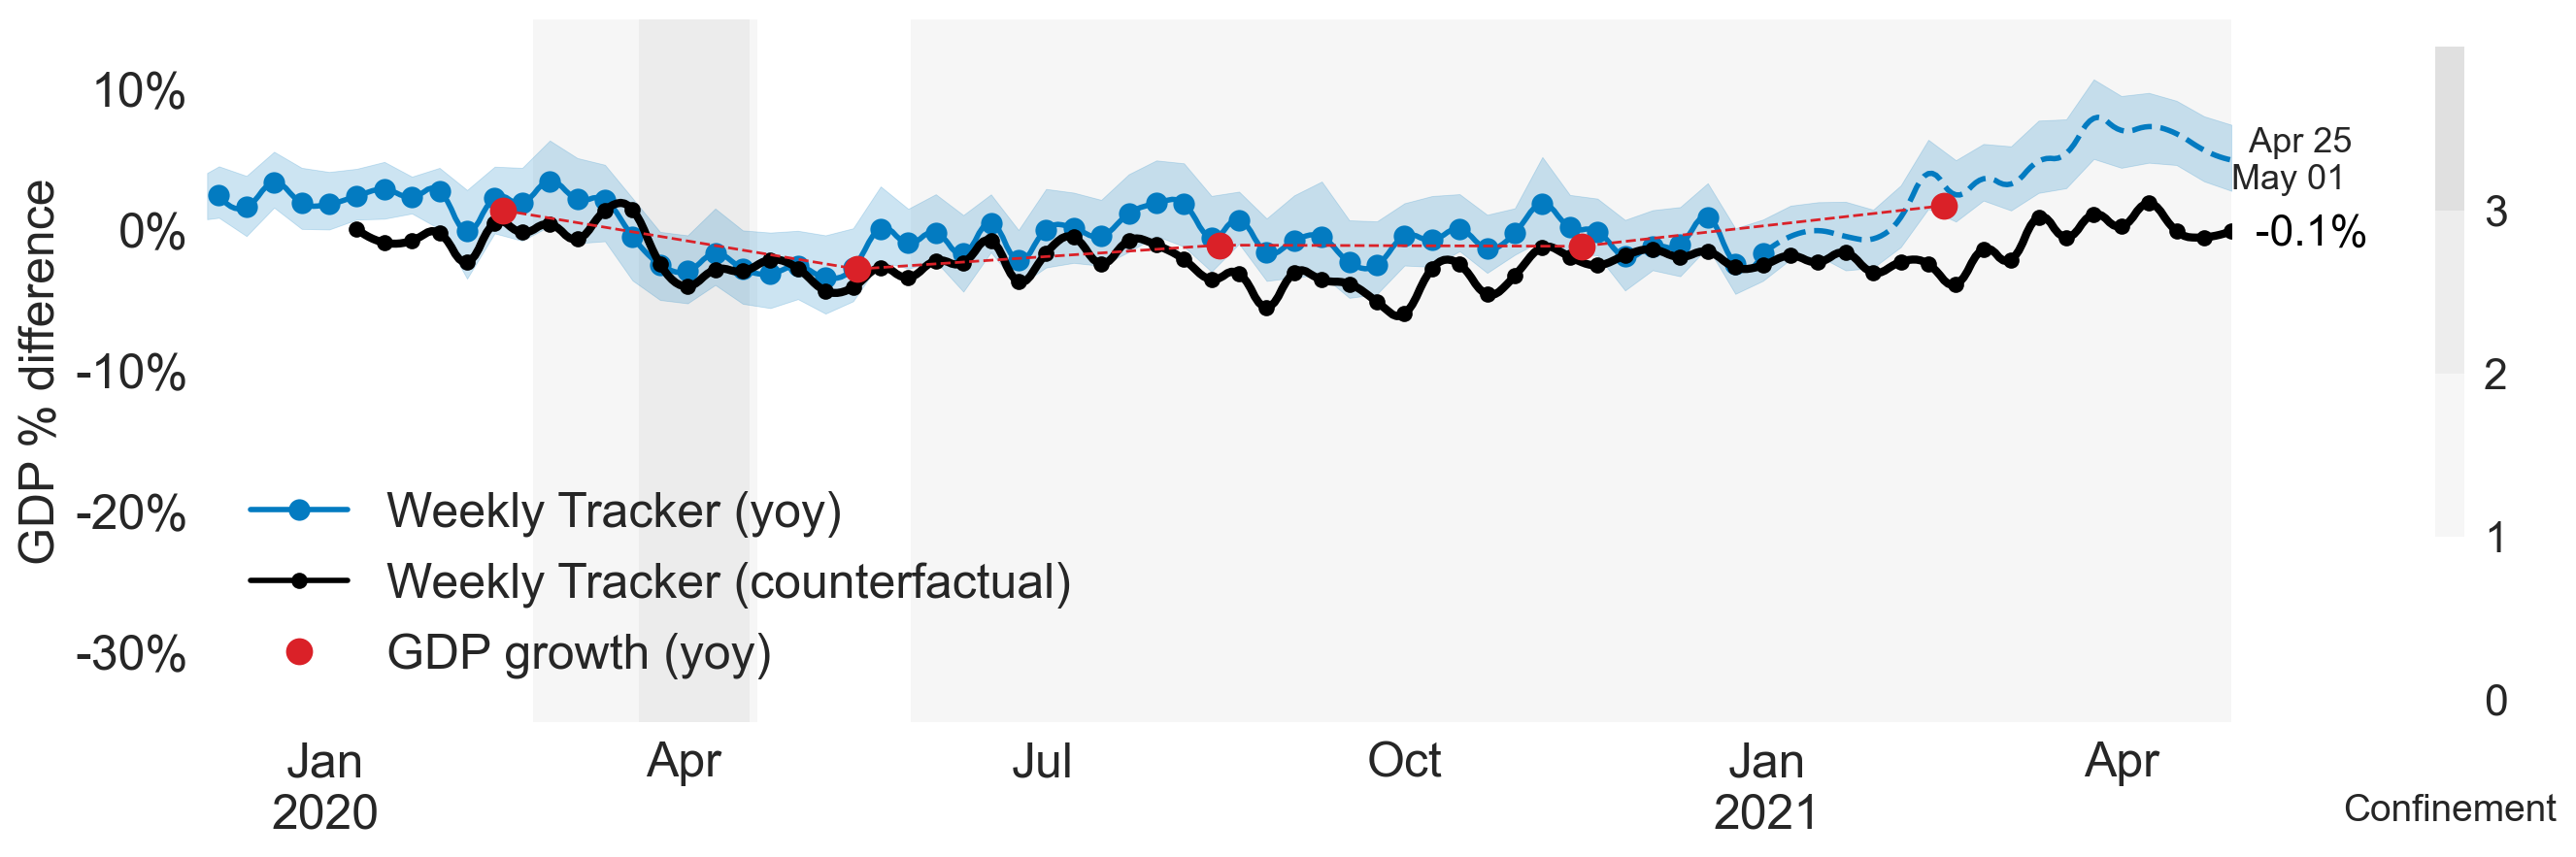 GDP % difference
10%
0%
-10%
-20%
-30%
Weekly Tracker (yoy)
Weekly Tracker (counterfactual)
GDP growth (yoy)
Jan
2020
Apr
Jul
Oct
Jan
2021
Apr
Apr 25
May 01
-0.1%
3
2
1
0
Confinement